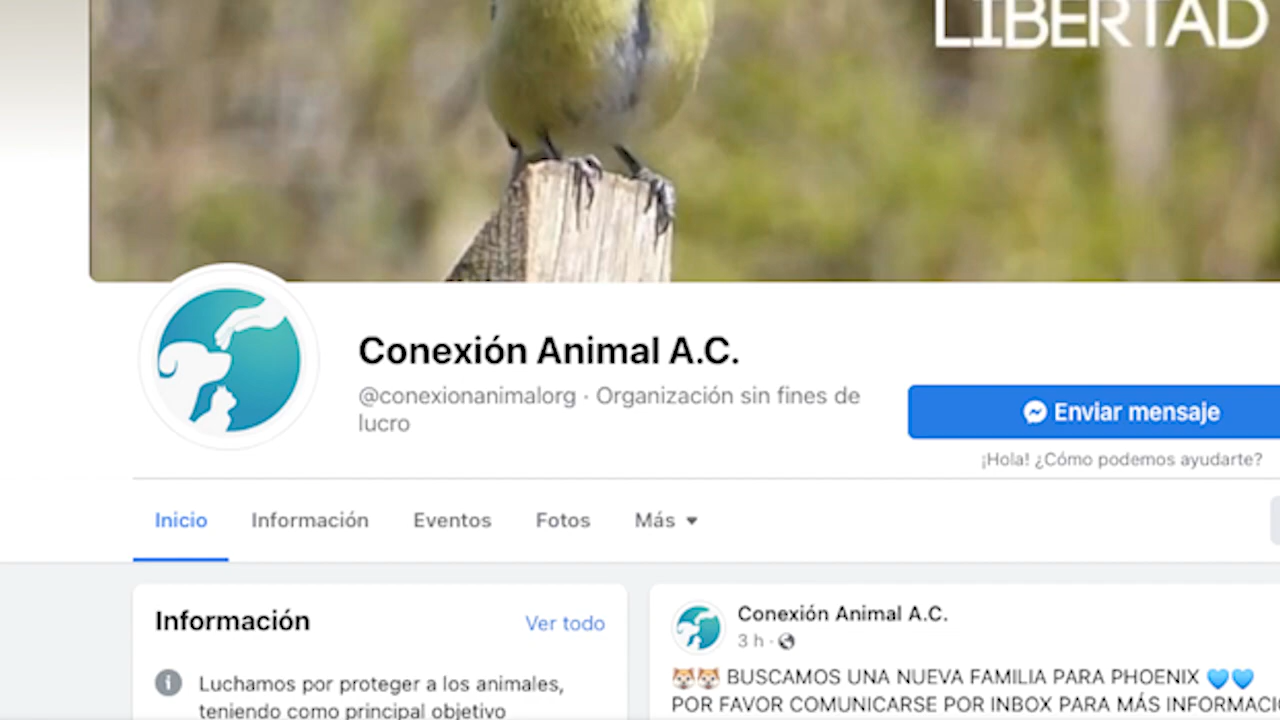 LIBERTAD
Conexión Animal A.C.
@conexionanimalorg · Organización sin fines de
lucro
Enviar mensaje
¡Hola! ¿Cómo podemos ayudarte?
Inicio Información Eventos Fotos Más
Información Ver todo
Luchamos por proteger a los animales,
teniendo como principal objetivo
Conexión Animal A.C.
3 h ·
🐹🐹 BUSCAMOS UNA NUEVA FAMILIA PARA PHOENIX 💙💙
POR FAVOR COMUNICARSE POR INBOX PARA MÁS INFORMACI